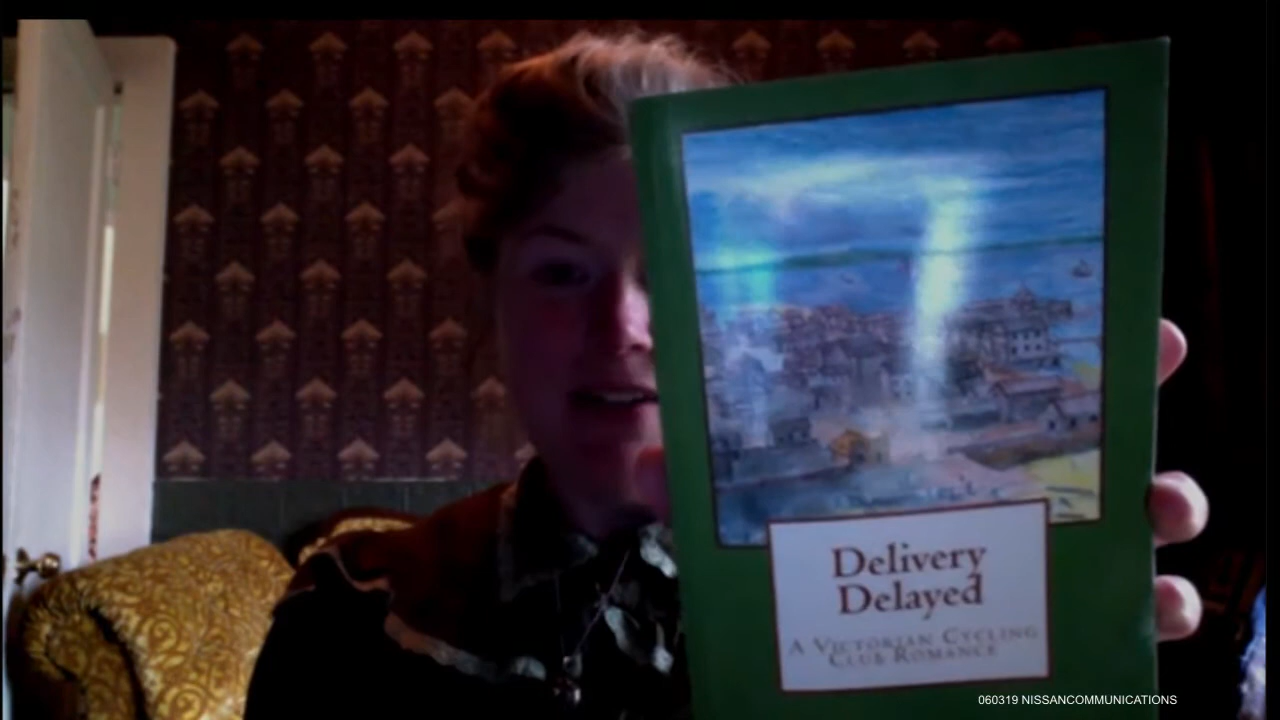 Delivery
Delayed
A Victorian Cycling
Club Romance
060319 NISSANCOMMUNICATIONS